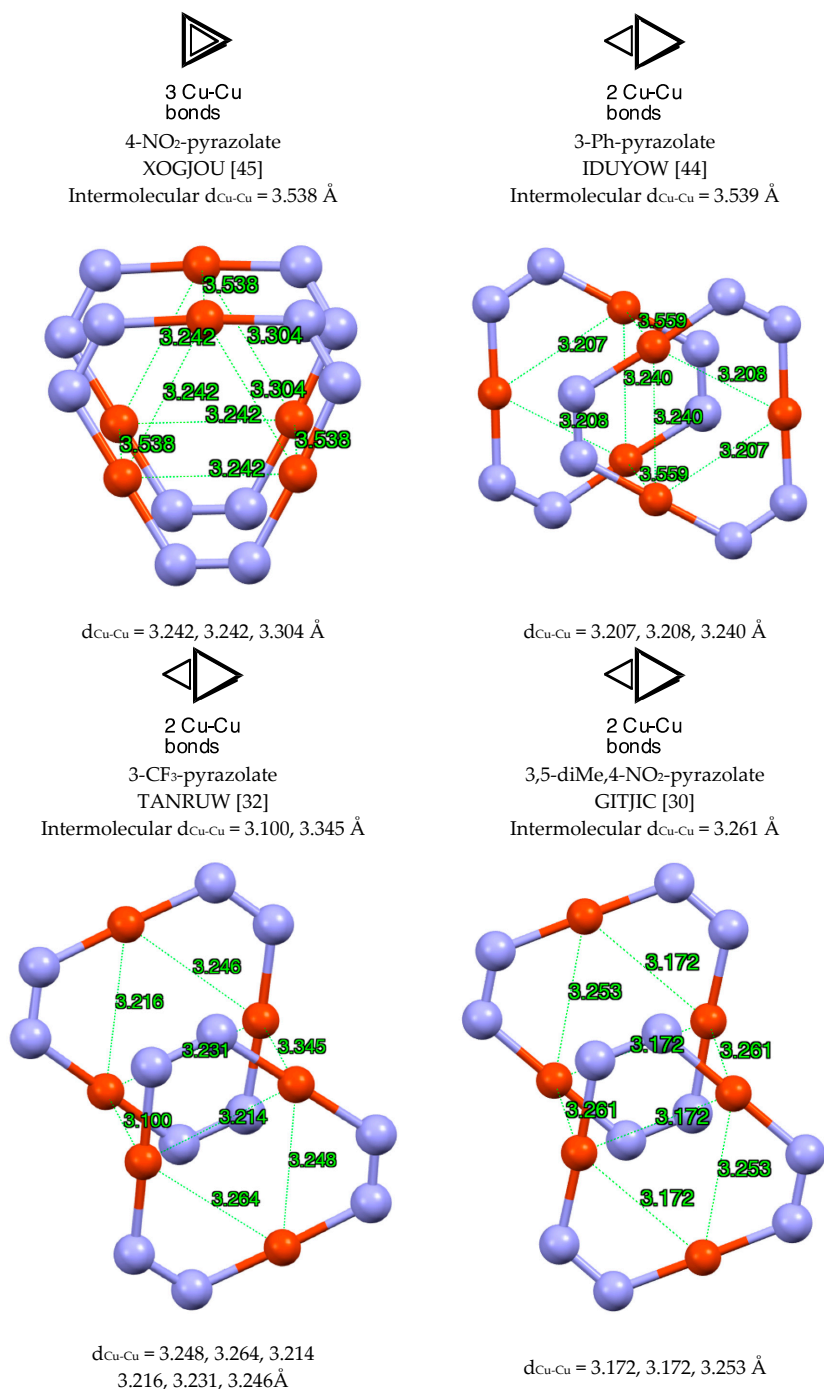 3 Cu-Cu
bonds
4-NO₂-pyrazolate
XOGJOU [45]
Intermolecular dCu-Cu = 3.538 Å
3.538
3.242
3.304
3.242
3.304
3.242
3.538
3.538
3.242
dCu-Cu = 3.242, 3.242, 3.304 Å
2 Cu-Cu
bonds
3-Ph-pyrazolate
IDUYOW [44]
Intermolecular dCu-Cu = 3.539 Å
3.559
3.207
3.240
3.208
3.208
3.240
3.207
3.559
dCu-Cu = 3.207, 3.208, 3.240 Å
2 Cu-Cu
bonds
3-CF₃-pyrazolate
TANRUW [32]
Intermolecular dCu-Cu = 3.100, 3.345 Å
3.246
3.216
3.231
3.345
3.100
3.214
3.248
3.264
dCu-Cu = 3.248, 3.264, 3.214
3.216, 3.231, 3.246Å
2 Cu-Cu
bonds
3,5-diMe,4-NO₂-pyrazolate
GITJIC [30]
Intermolecular dCu-Cu = 3.261 Å
3.172
3.253
3.172
3.261
3.261
3.172
3.253
3.172
dCu-Cu = 3.172, 3.172, 3.253 Å